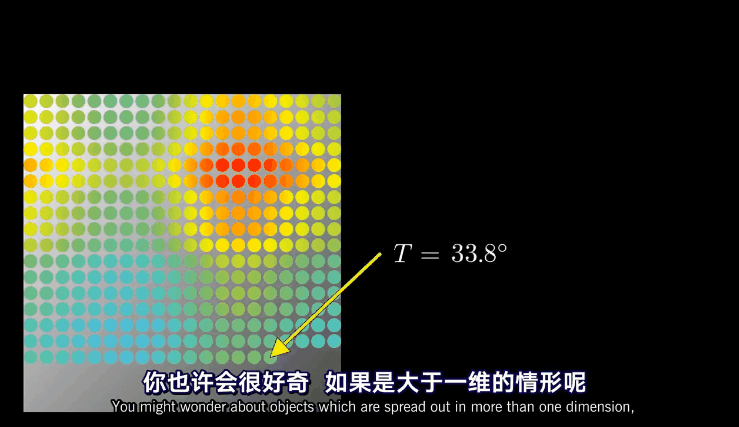 T = 33.8°
你也许会很好奇 如果是大于一维的情形呢
You might wonder about objects which are spread out in more than one dimension,